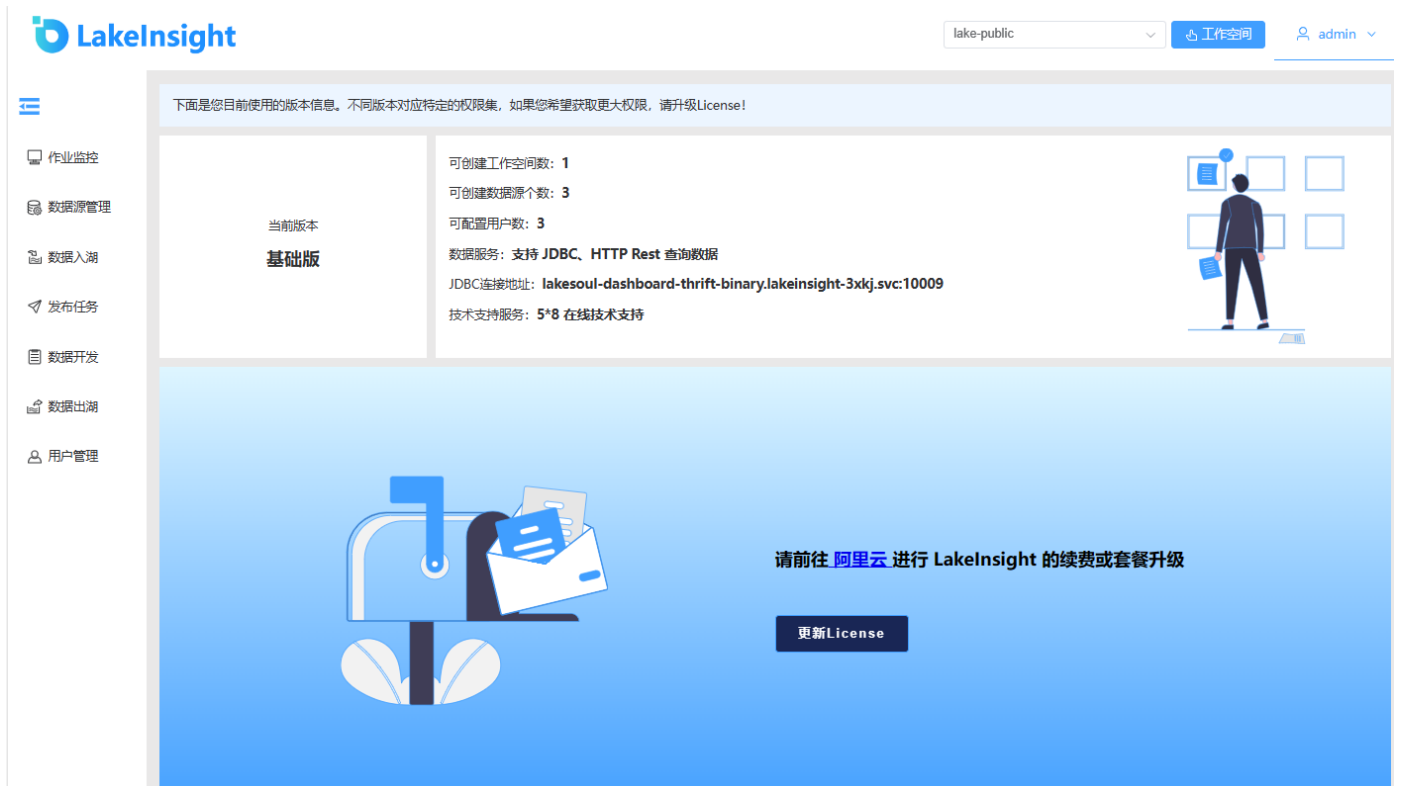 LakeInsight
lake-public
工作空间
admin
下面是您目前使用的版本信息。不同版本对应特定的权限集，如果您希望获取更大权限，请升级License！
作业监控
数据源管理
数据入湖
发布任务
数据开发
数据出湖
用户管理
当前版本
基础版
可创建工作空间数：1
可创建数据源个数：3
可配置用户数：3
数据服务：支持 JDBC、HTTP Rest 查询数据
JDBC连接地址：lakesoul-dashboard-thrift-binary.lakeinsight-3xkj.svc:10009
技术支持服务：5*8 在线技术支持
请前往 阿里云 进行 LakeInsight 的续费或套餐升级
更新License